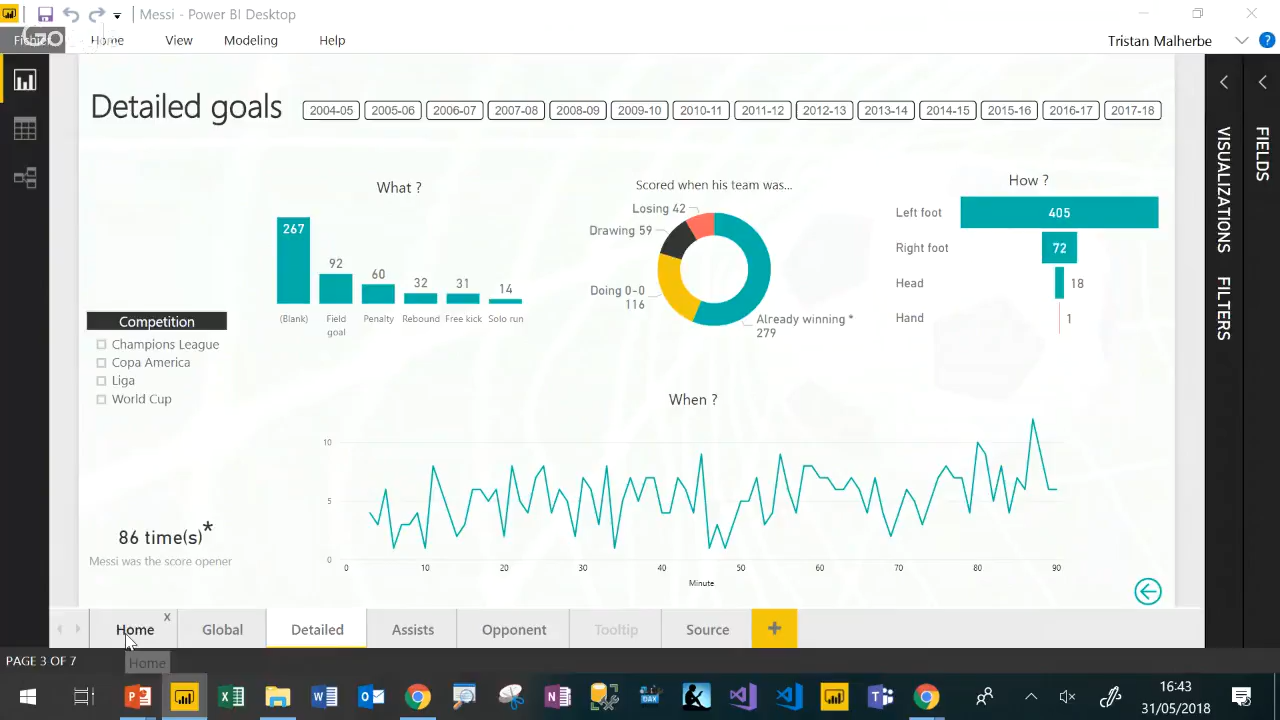 Messi - Power BI Desktop
Go
Home
View
Modeling
Help
Tristan Malherbe
?
Detailed goals
2004-05
2005-06
2006-07
2007-08
2008-09
2009-10
2010-11
2011-12
2012-13
2013-14
2014-15
2015-16
2016-17
2017-18
What ?
267
92
60
32
31
14
(Blank)
Field
goal
Penalty
Rebound
Free kick
Solo run
Scored when his team was...
Losing 42
Drawing 59
Doing 0-0
116
Already winning *
279
How ?
Left foot
405
Right foot
72
Head
18
Hand
1
VISUALIZATIONS
FILTERS
FIELDS
Competition
Champions League
Copa America
Liga
World Cup
86 time(s)*
Messi was the score opener
When ?
10
5
0
0
10
20
30
40
50
60
70
80
90
Minute
Home
x
Global
Detailed
Assists
Opponent
Tooltip
Source
+
PAGE 3 OF 7
Home
16:43
31/05/2018